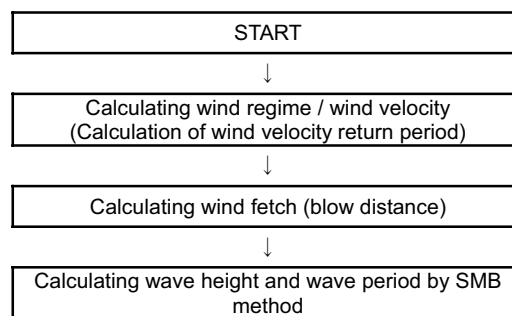 START
↓
Calculating wind regime / wind velocity
(Calculation of wind velocity return period)
↓
Calculating wind fetch (blow distance)
↓
Calculating wave height and wave period by SMB
method